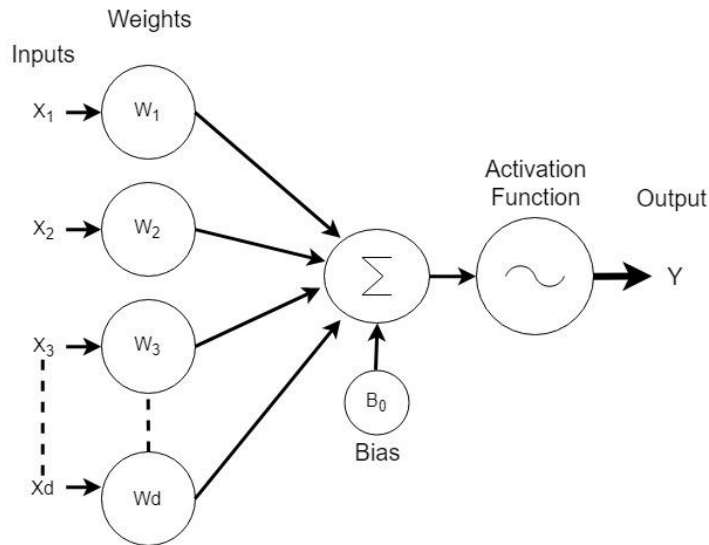 Weights
Inputs
X₁
W₁
X₂
W₂
X₃
W₃
Xd
Wd
∑
B₀
Bias
Activation
Function
Output
Y